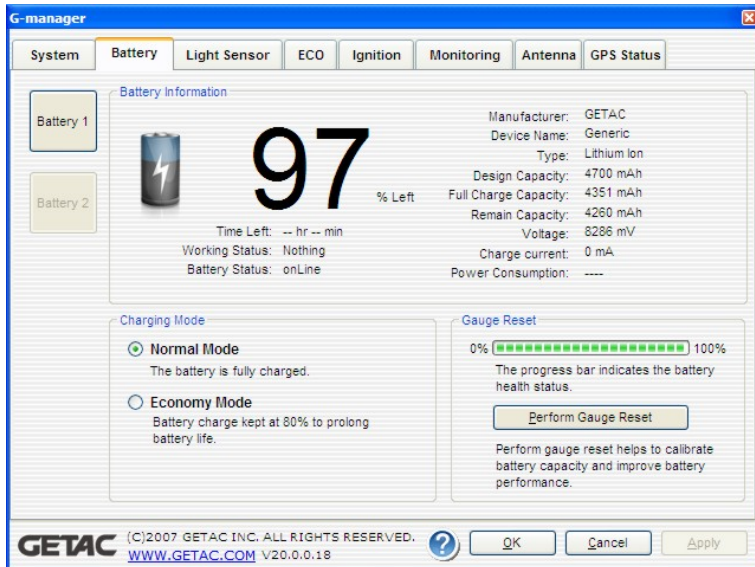 G-manager
System Battery Light Sensor ECO Ignition Monitoring Antenna GPS Status
Battery 1
Battery 2
Battery Information
97 % Left
Time Left: -- hr -- min
Working Status: Nothing
Battery Status: onLine
Manufacturer: GETAC
Device Name: Generic
Type: Lithium Ion
Design Capacity: 4700 mAh
Full Charge Capacity: 4351 mAh
Remain Capacity: 4260 mAh
Voltage: 8286 mV
Charge current: 0 mA
Power Consumption: ----
Charging Mode
Normal Mode
The battery is fully charged.
Economy Mode
Battery charge kept at 80% to prolong
battery life.
Gauge Reset
0% 100%
The progress bar indicates the battery
health status.
Perform Gauge Reset
Perform gauge reset helps to calibrate
battery capacity and improve battery
performance.
GETAC (C)2007 GETAC INC. ALL RIGHTS RESERVED.
WWW.GETAC.COM V20.0.0.18
? OK Cancel Apply